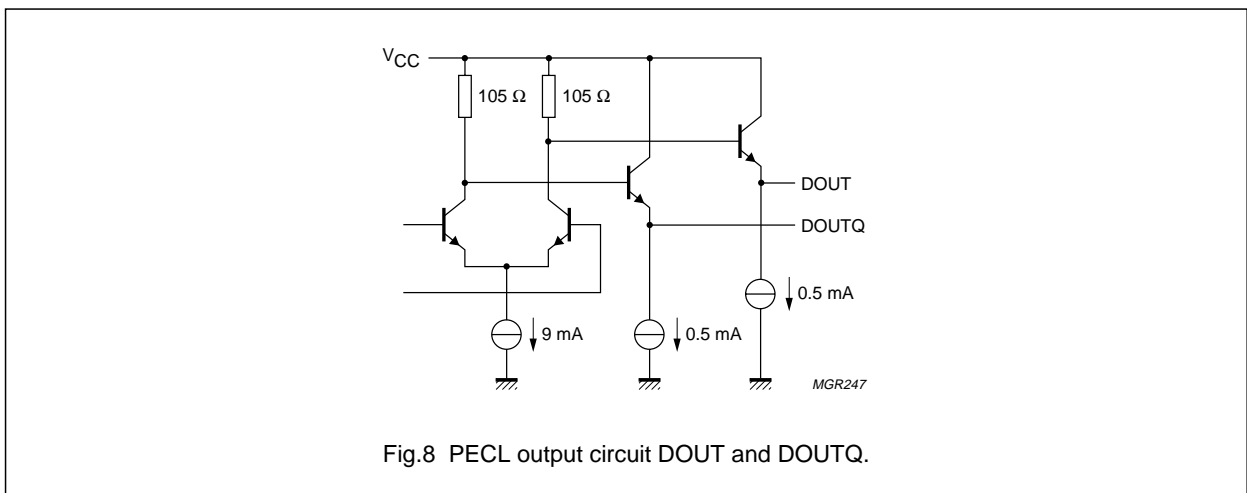 VCC
105 Ω 105 Ω
DOUT
DOUTQ
0.5 mA
9 mA 0.5 mA
MGR247
Fig.8 PECL output circuit DOUT and DOUTQ.